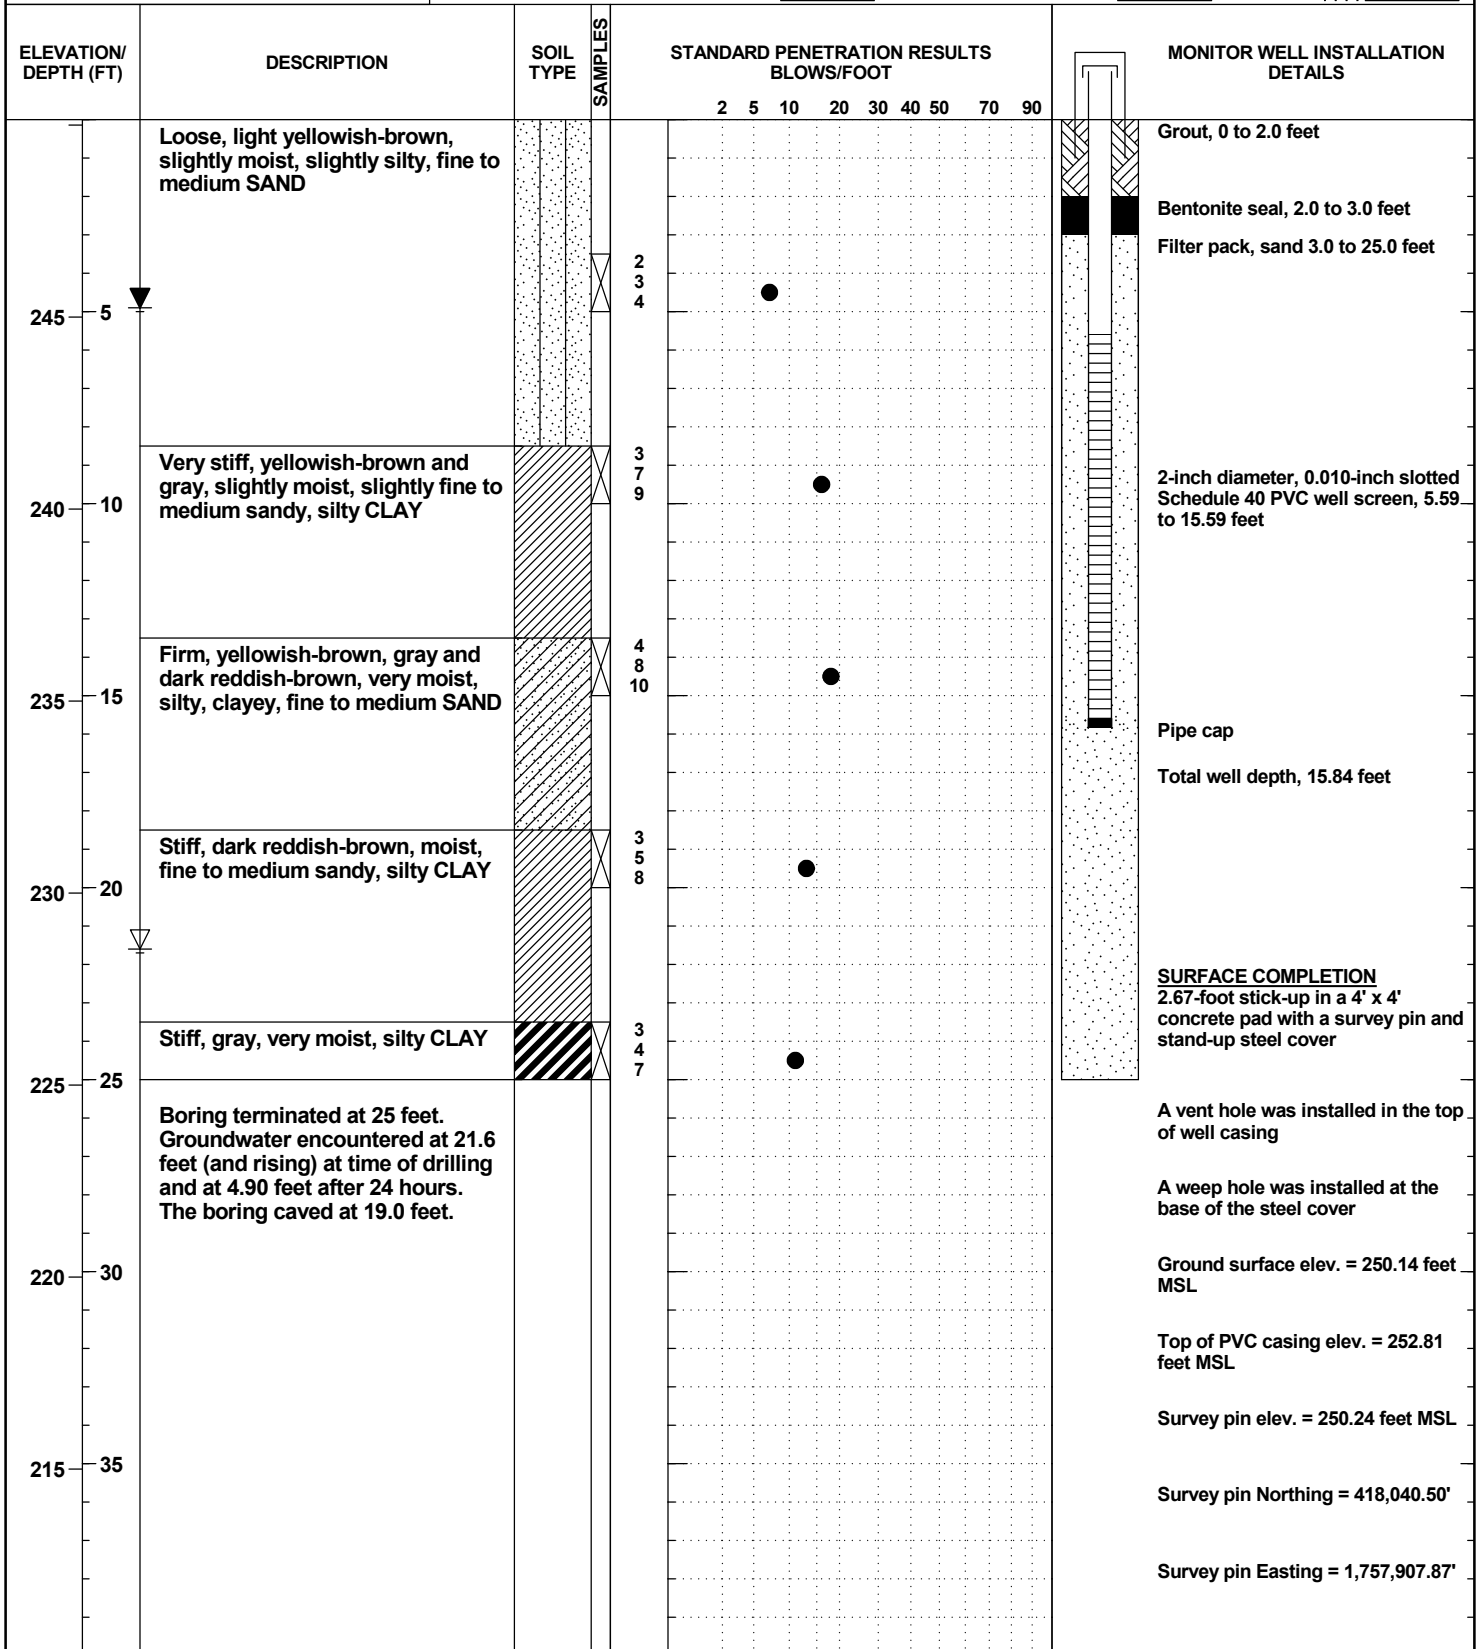 ELEVATION/
DEPTH (FT)
DESCRIPTION
SOIL
TYPE
SAMPLES
STANDARD PENETRATION RESULTS
BLOWS/FOOT
2 5 10 20 30 40 50 70 90
MONITOR WELL INSTALLATION
DETAILS
Loose, light yellowish-brown,
slightly moist, slightly silty, fine to
medium SAND
Grout, 0 to 2.0 feet
Bentonite seal, 2.0 to 3.0 feet
Filter pack, sand 3.0 to 25.0 feet
2
3
4
245
5
Very stiff, yellowish-brown and
gray, slightly moist, slightly fine to
medium sandy, silty CLAY
3
7
9
2-inch diameter, 0.010-inch slotted
Schedule 40 PVC well screen, 5.59
to 15.59 feet
240
10
Firm, yellowish-brown, gray and
dark reddish-brown, very moist,
silty, clayey, fine to medium SAND
4
8
10
235
15
Pipe cap
Total well depth, 15.84 feet
Stiff, dark reddish-brown, moist,
fine to medium sandy, silty CLAY
3
5
8
230
20
SURFACE COMPLETION
2.67-foot stick-up in a 4' x 4'
concrete pad with a survey pin and
stand-up steel cover
Stiff, gray, very moist, silty CLAY
3
4
7
225
25
Boring terminated at 25 feet.
Groundwater encountered at 21.6
feet (and rising) at time of drilling
and at 4.90 feet after 24 hours.
The boring caved at 19.0 feet.
A vent hole was installed in the top
of well casing
A weep hole was installed at the
base of the steel cover
Ground surface elev. = 250.14 feet
MSL
220
30
Top of PVC casing elev. = 252.81
feet MSL
Survey pin elev. = 250.24 feet MSL
215
35
Survey pin Northing = 418,040.50'
Survey pin Easting = 1,757,907.87'